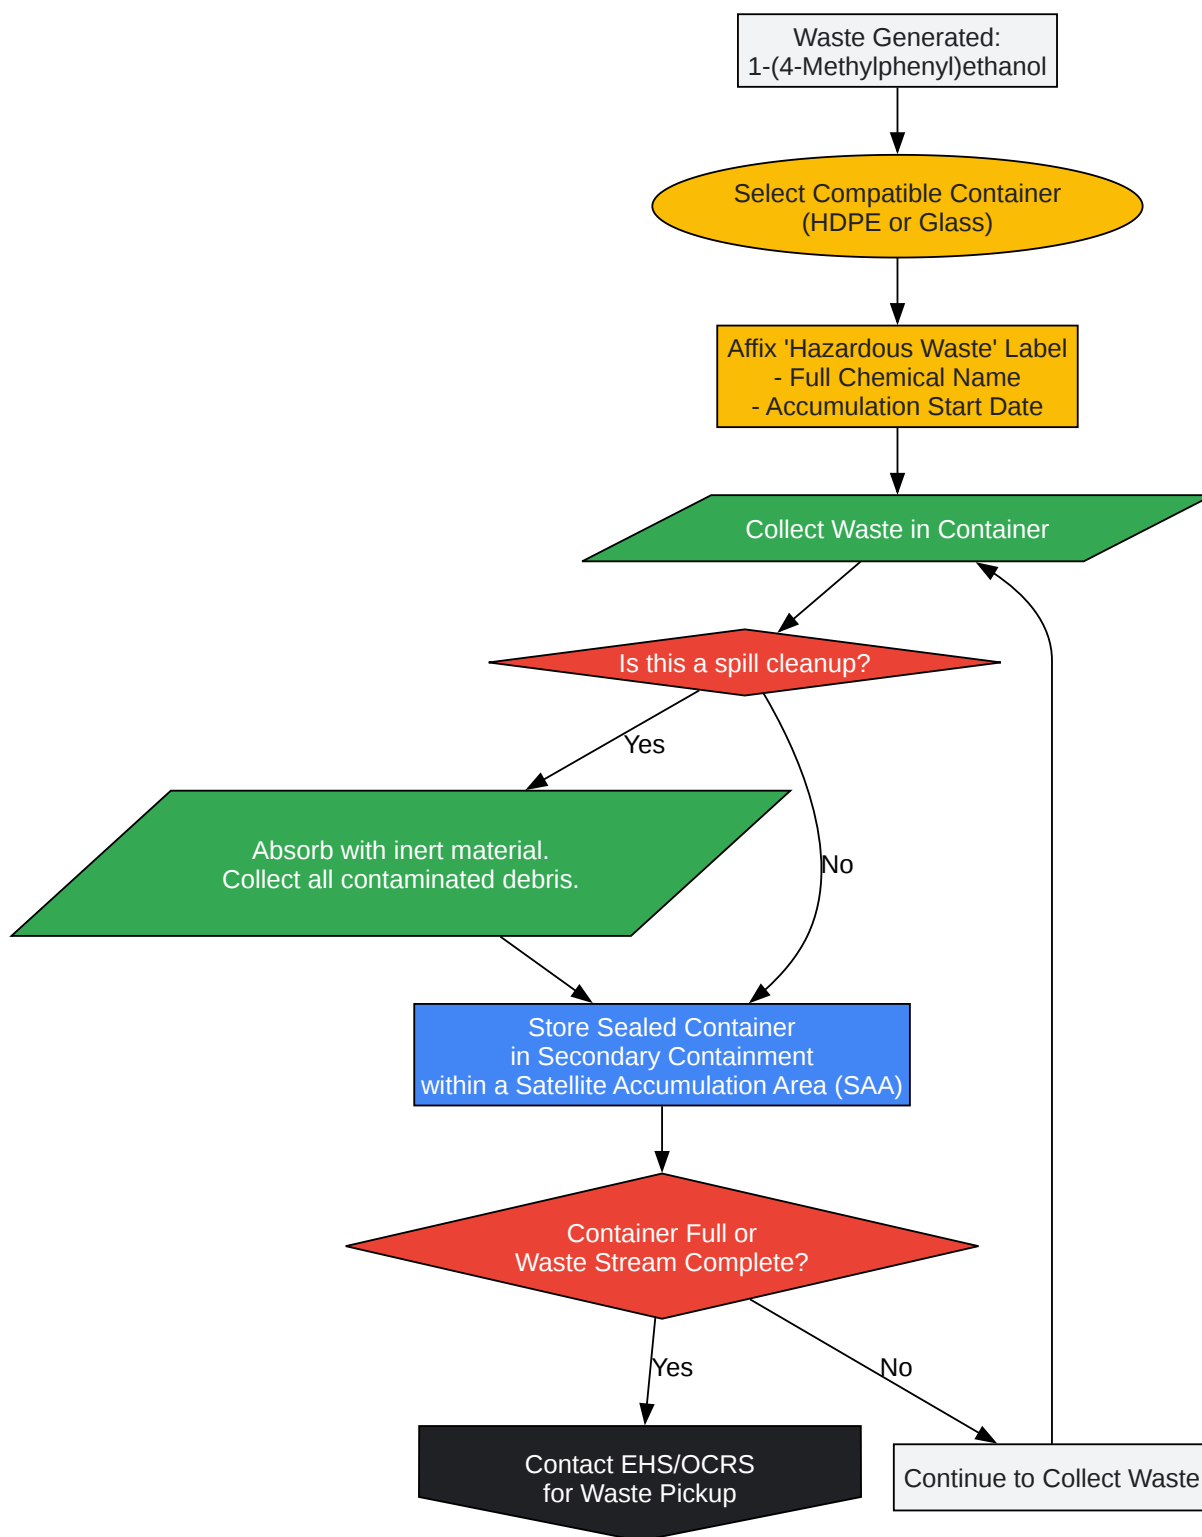 Waste Generated:
1-(4-Methylphenyl)ethanol
Select Compatible Container
(HDPE or Glass)
Affix 'Hazardous Waste' Label
- Full Chemical Name
- Accumulation Start Date
Collect Waste in Container
Is this a spill cleanup?
Yes
Absorb with inert material.
Collect all contaminated debris.
No
Store Sealed Container
in Secondary Containment
within a Satellite Accumulation Area (SAA)
Container Full or
Waste Stream Complete?
Yes
No
Contact EHS/OCRS
for Waste Pickup
Continue to Collect Waste